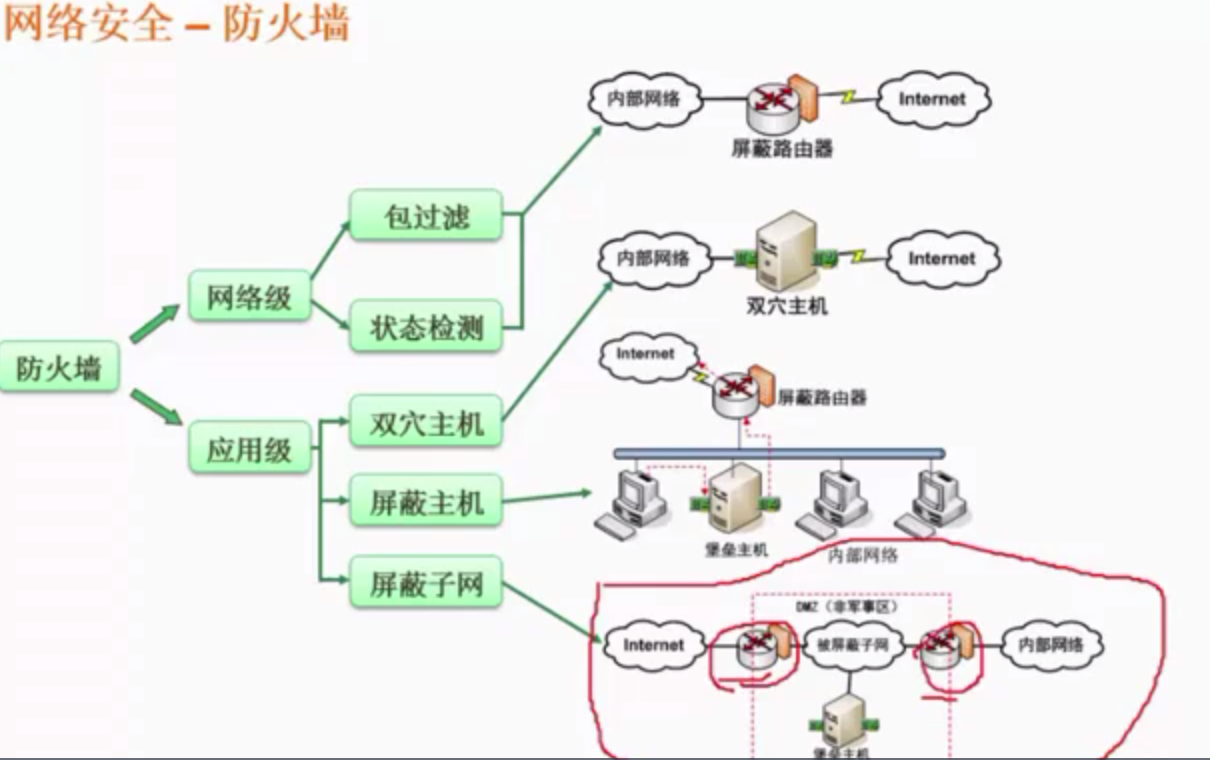 网络安全 – 防火墙
防火墙
网络级
应用级
包过滤
状态检测
双穴主机
屏蔽主机
屏蔽子网
内部网络
Internet
屏蔽路由器
内部网络
Internet
双穴主机
Internet
屏蔽路由器
堡垒主机
内部网络
DMZ（非军事区）
Internet
被屏蔽子网
内部网络
堡垒主机